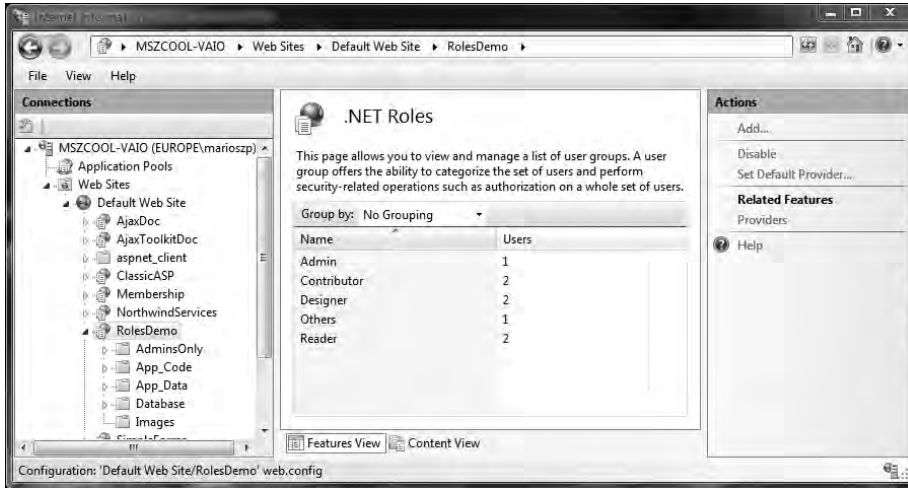 Internet Informati
MSZCOOL-VAIO Web Sites Default Web Site RolesDemo
File View Help
Connections
MSZCOOL-VAIO (EUROPE\marioszp)
Application Pools
Web Sites
Default Web Site
AjaxDoc
AjaxToolkitDoc
aspnet_client
ClassicASP
Membership
NorthwindServices
RolesDemo
AdminsOnly
App_Code
App_Data
Database
Images
.NET Roles
This page allows you to view and manage a list of user groups. A user
group offers the ability to categorize the set of users and perform
security-related operations such as authorization on a whole set of users.
Group by: No Grouping
Name Users
Admin 1
Contributor 2
Designer 2
Others 1
Reader 2
Features View Content View
Actions
Add...
Disable
Set Default Provider...
Related Features
Providers
Help
Configuration: 'Default Web Site/RolesDemo' web.config